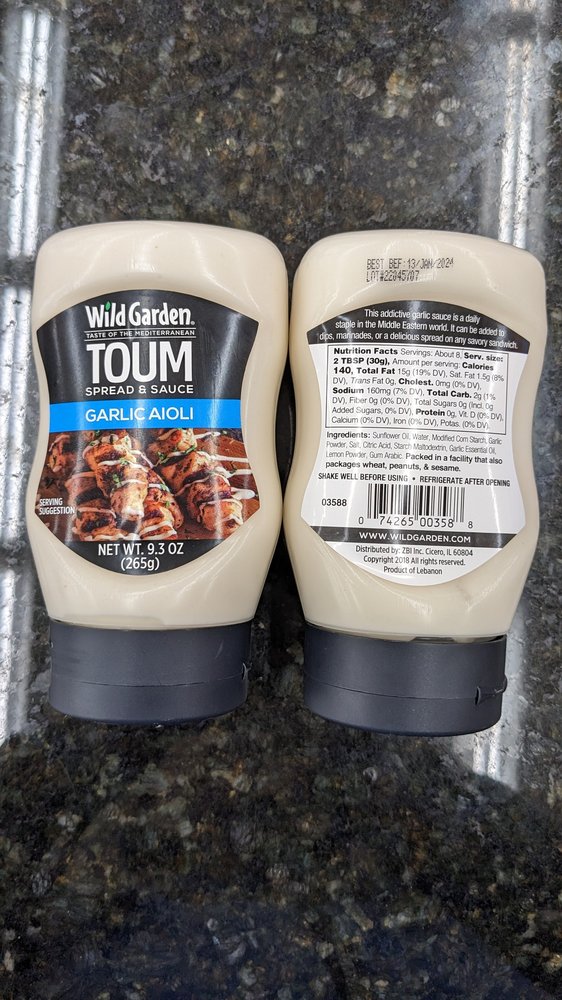 Wild Garden®
TASTE OF THE MEDITERRANEAN
TOUM
SPREAD & SAUCE
GARLIC AIOLI
SERVING
SUGGESTION
NET WT. 9.3 OZ
(265g)
BEST BEF:13/JAN/2024
LOT#22045707
This addictive garlic sauce is a daily
staple in the Middle Eastern world. It can be added to
dips, marinades, or a delicious spread on any savory sandwich.
Nutrition Facts Servings: About 8, Serv. size:
2 TBSP (30g), Amount per serving: Calories
140, Total Fat 15g (19% DV), Sat. Fat 1.5g (8%
DV), Trans Fat 0g, Cholest. 0mg (0% DV),
Sodium 160mg (7% DV), Total Carb. 2g (1%
DV), Fiber 0g (0% DV), Total Sugars 0g (Incl. 0g
Added Sugars, 0% DV), Protein 0g, Vit. D (0% DV),
Calcium (0% DV), Iron (0% DV), Potas. (0% DV).
Ingredients: Sunflower Oil, Water, Modified Corn Starch, Garlic
Powder, Salt, Citric Acid, Starch Maltodextrin, Garlic Essential Oil,
Lemon Powder, Gum Arabic. Packed in a facility that also
packages wheat, peanuts, & sesame.
SHAKE WELL BEFORE USING • REFRIGERATE AFTER OPENING
03588
0 74265 00358 8
WWW.WILDGARDEN.COM
Distributed by: ZBI Inc. Cicero, IL 60804
Copyright 2018 All rights reserved.
Product of Lebanon